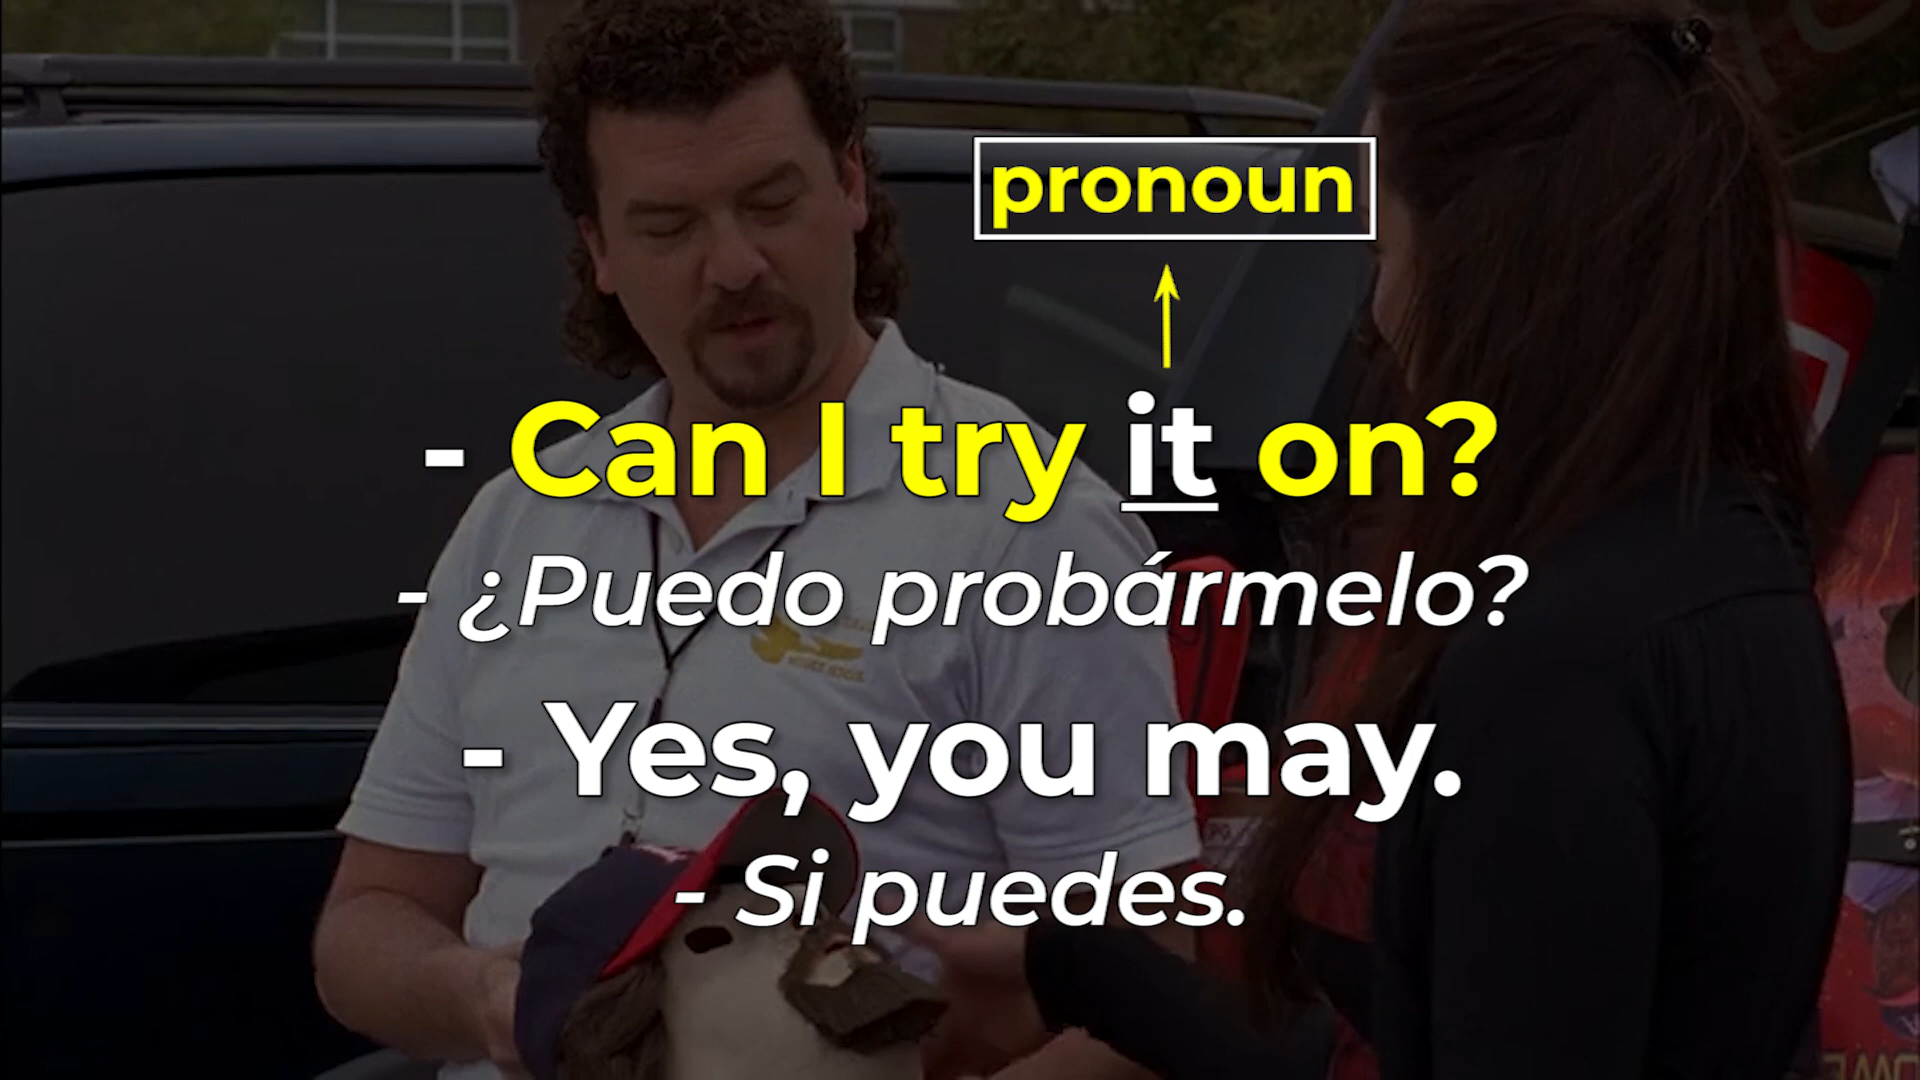 pronoun
- Can I try it on?
- ¿Puedo probármelo?
- Yes, you may.
- Si puedes.